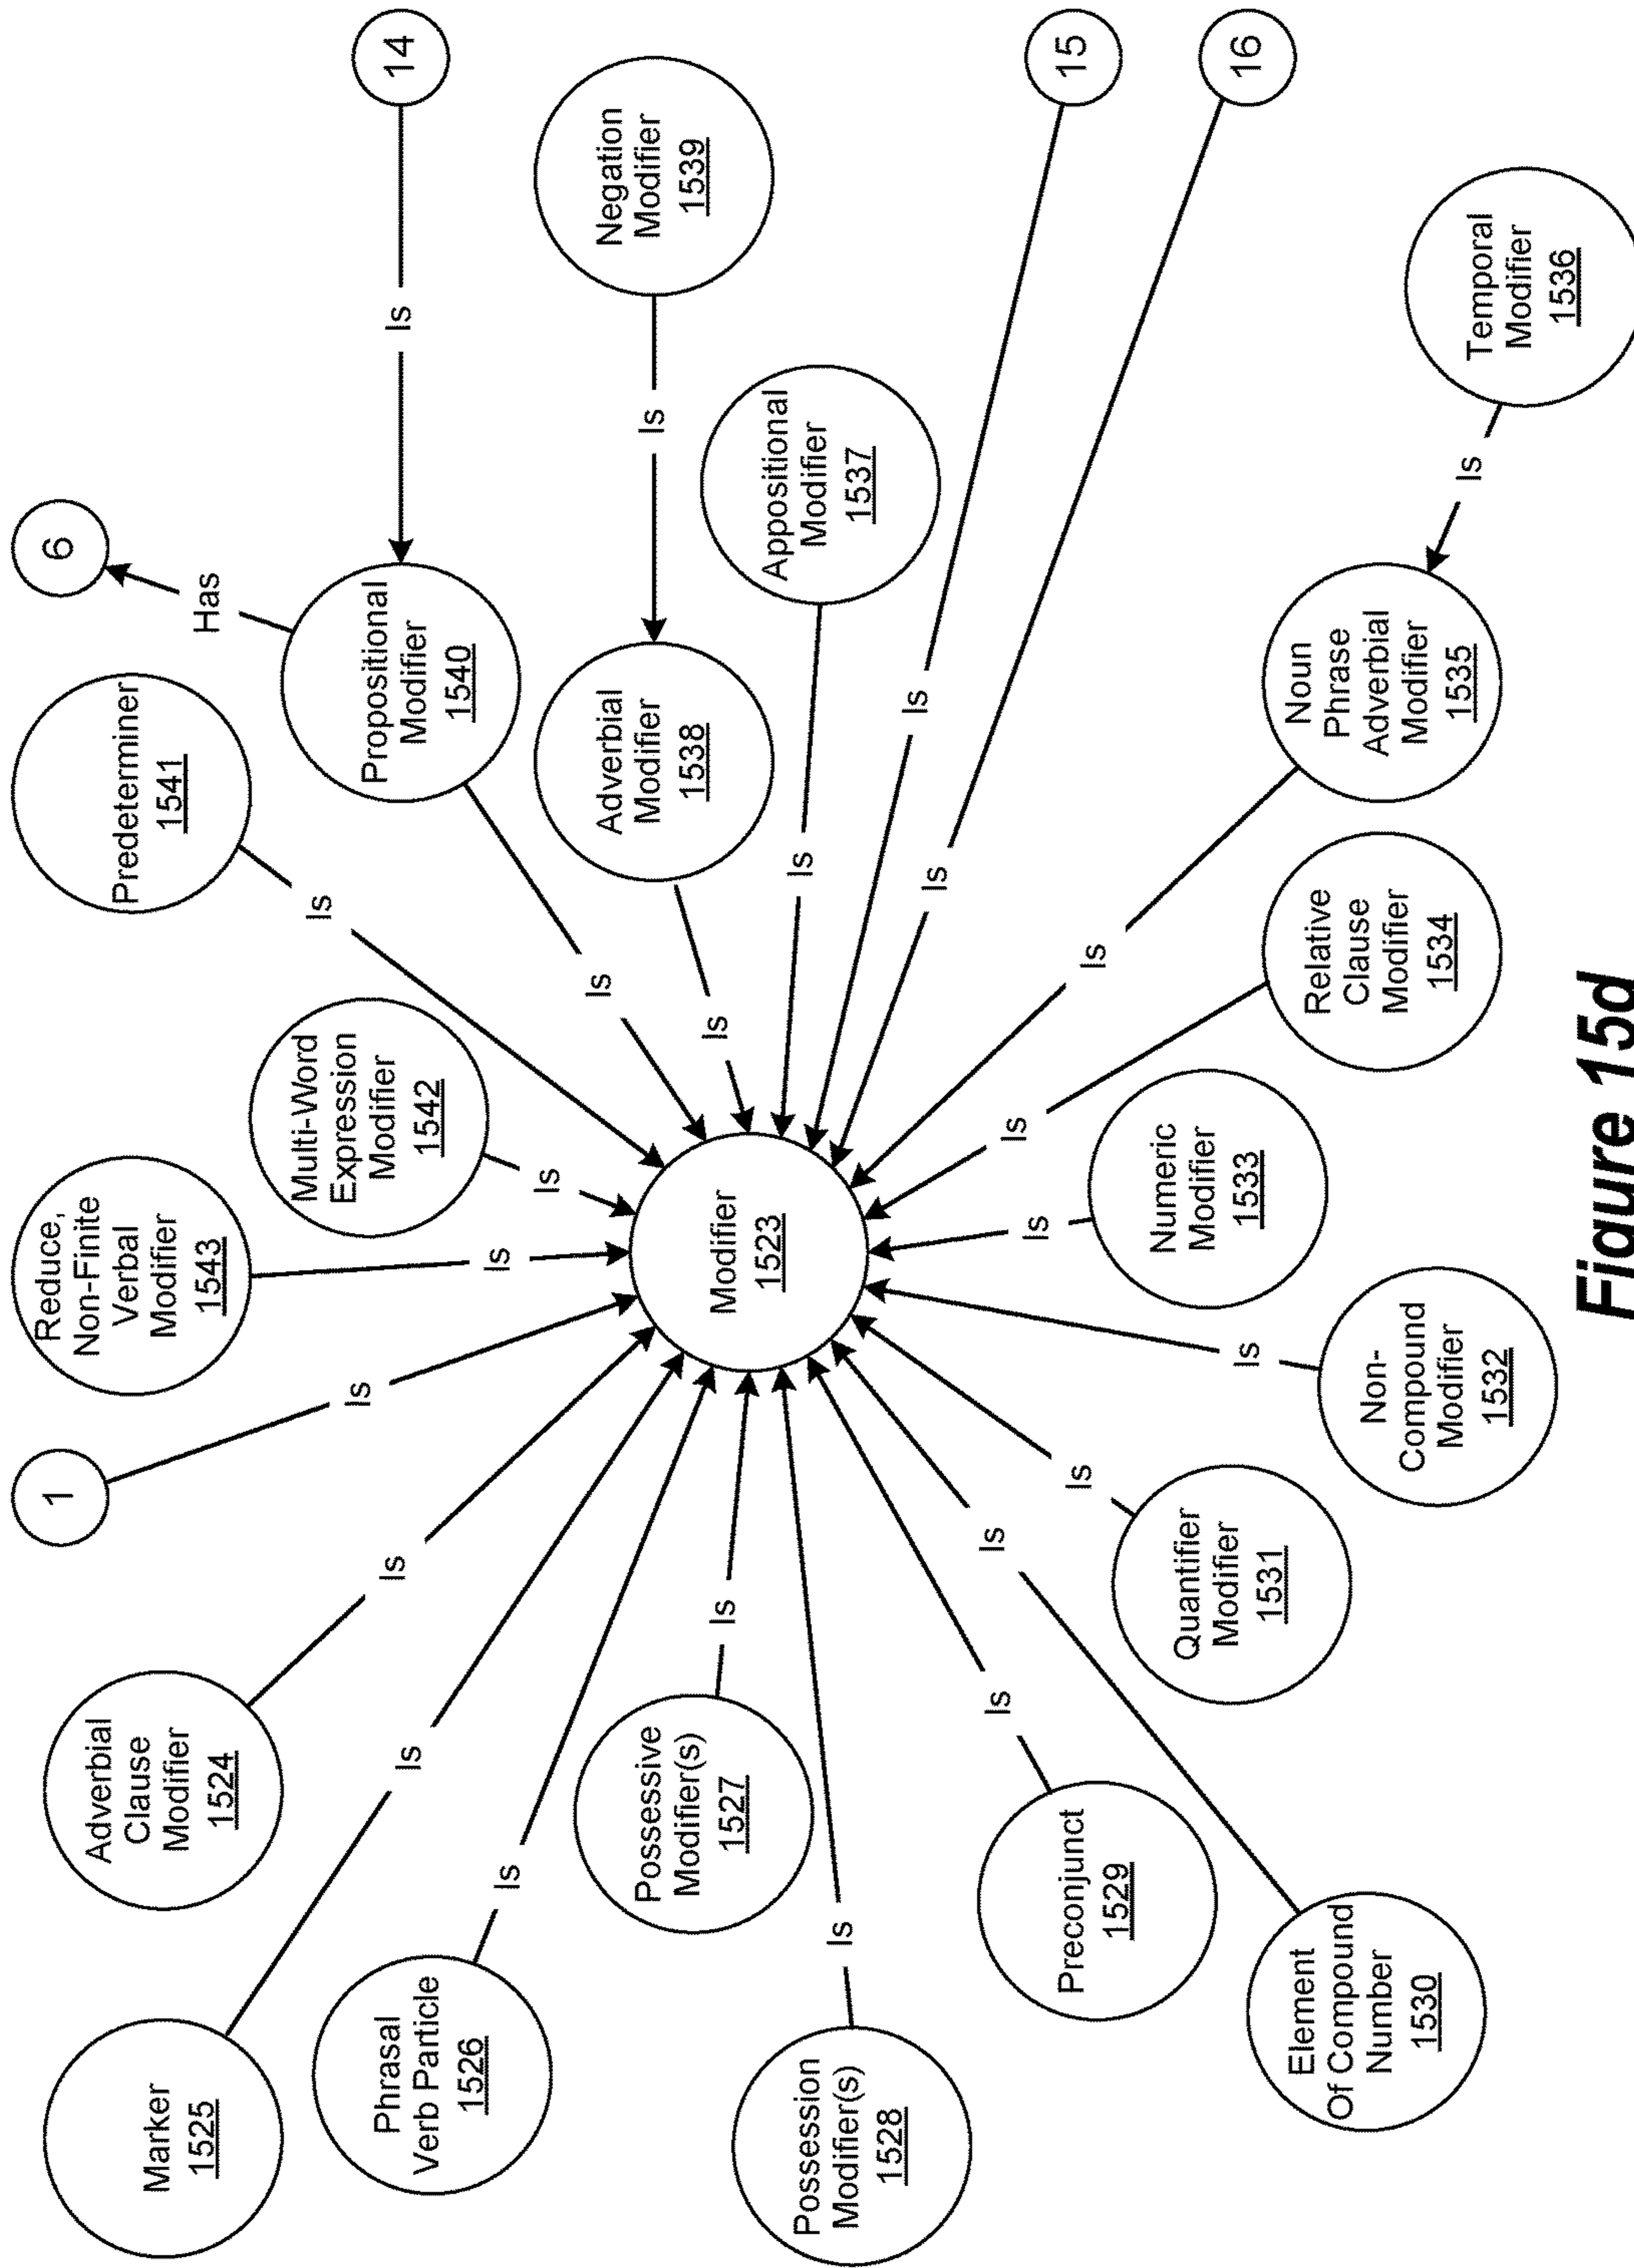 Marker
1525
Adverbial
Clause
Modifier
1524
1
Reduce,
Non-Finite
Verbal
Modifier
1543
Predeterminer
1541
6
Has
Phrasal
Verb Particle
1526
Multi-Word
Expression
Modifier
1542
Propositional
Modifier
1540
Is
14
Is
Is
Is
Is
Is
Is
Is
Is
Possessive
Modifier(s)
1527
Adverbial
Modifier
1538
Is
Negation
Modifier
1539
Is
Is
Modifier
1523
Is
Appositional
Modifier
1537
Possession
Modifier(s)
1528
Is
Is
Is
15
16
Preconjunct
1529
Is
Is
Is
Is
Is
Is
Is
Element
Of Compound
Number
1530
Quantifier
Modifier
1531
Non-
Compound
Modifier
1532
Is
Numeric
Modifier
1533
Relative
Clause
Modifier
1534
Noun
Phrase
Adverbial
Modifier
1535
Is
Temporal
Modifier
1536
Figure 15d